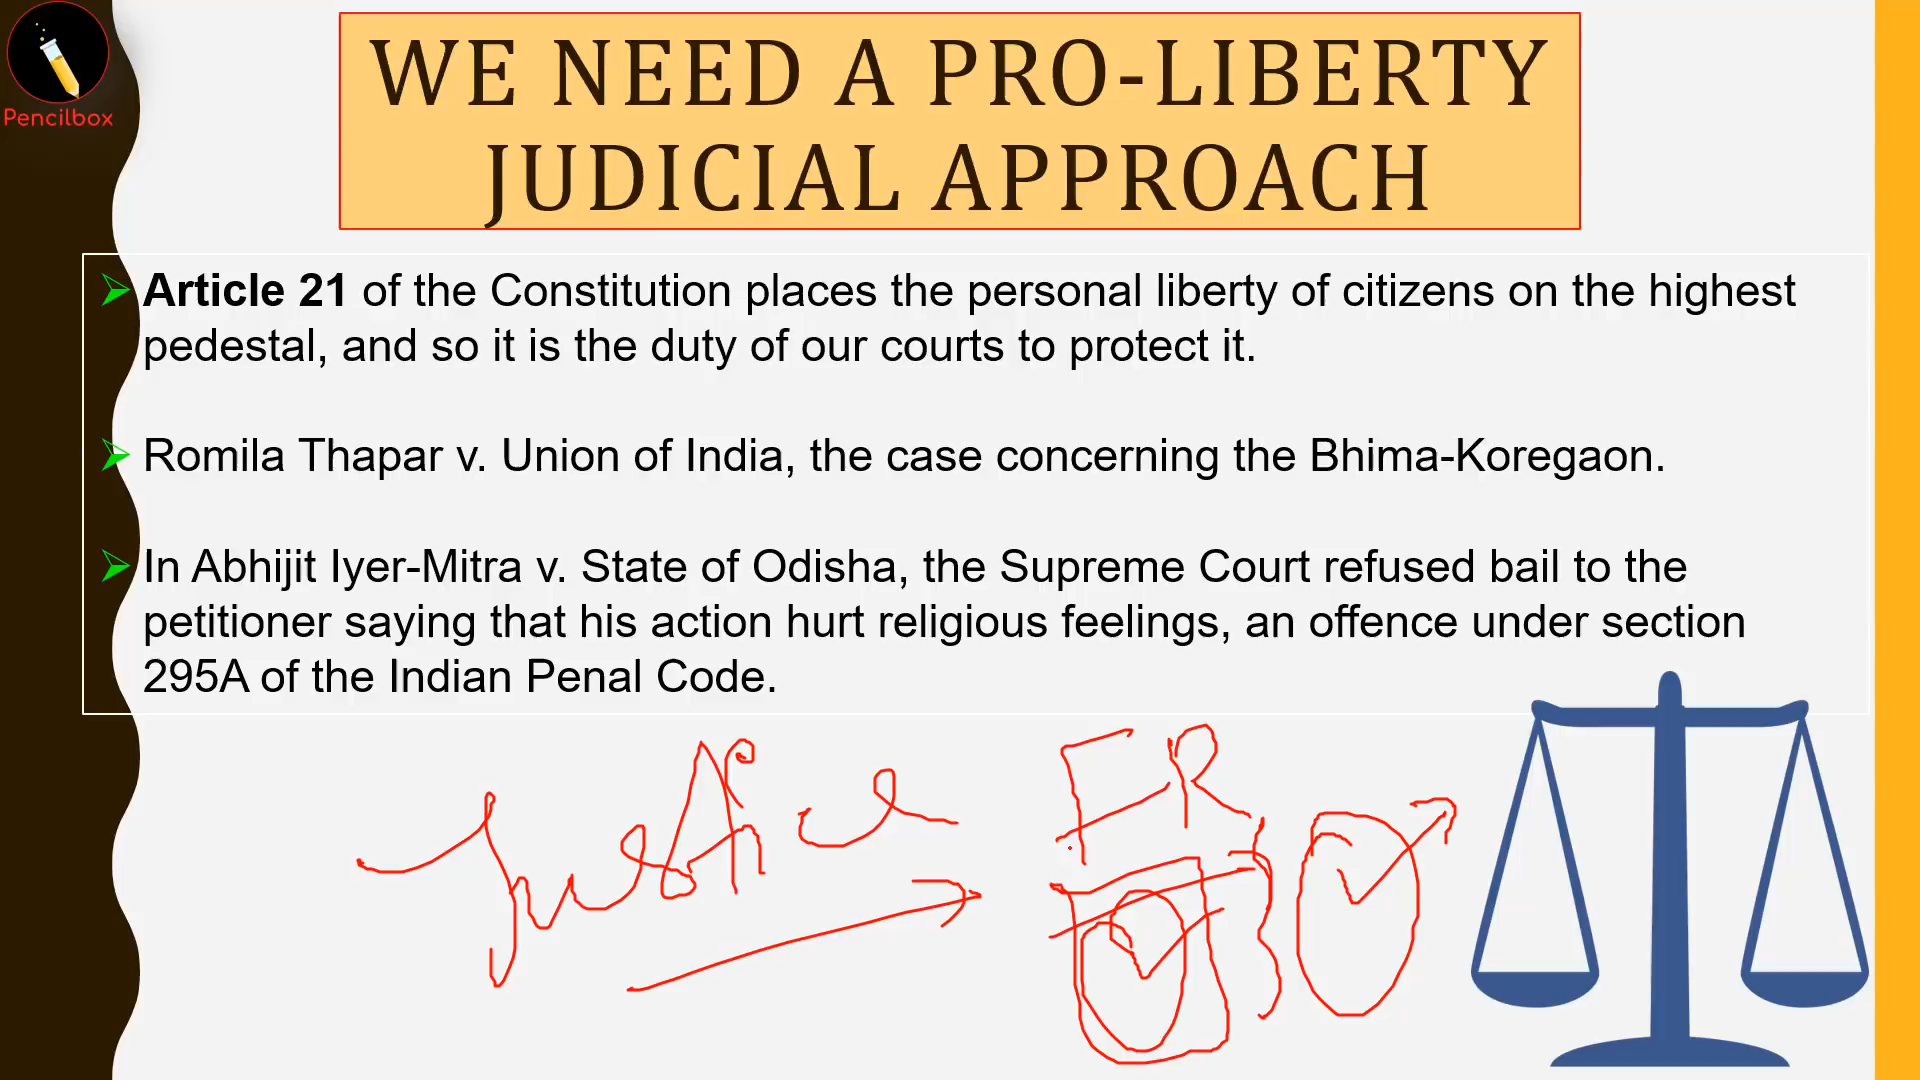 Pencilbox
WE NEED A PRO-LIBERTY
JUDICIAL APPROACH
Article 21 of the Constitution places the personal liberty of citizens on the highest
pedestal, and so it is the duty of our courts to protect it.
Romila Thapar v. Union of India, the case concerning the Bhima-Koregaon.
In Abhijit Iyer-Mitra v. State of Odisha, the Supreme Court refused bail to the
petitioner saying that his action hurt religious feelings, an offence under section
295A of the Indian Penal Code.
Justice FR